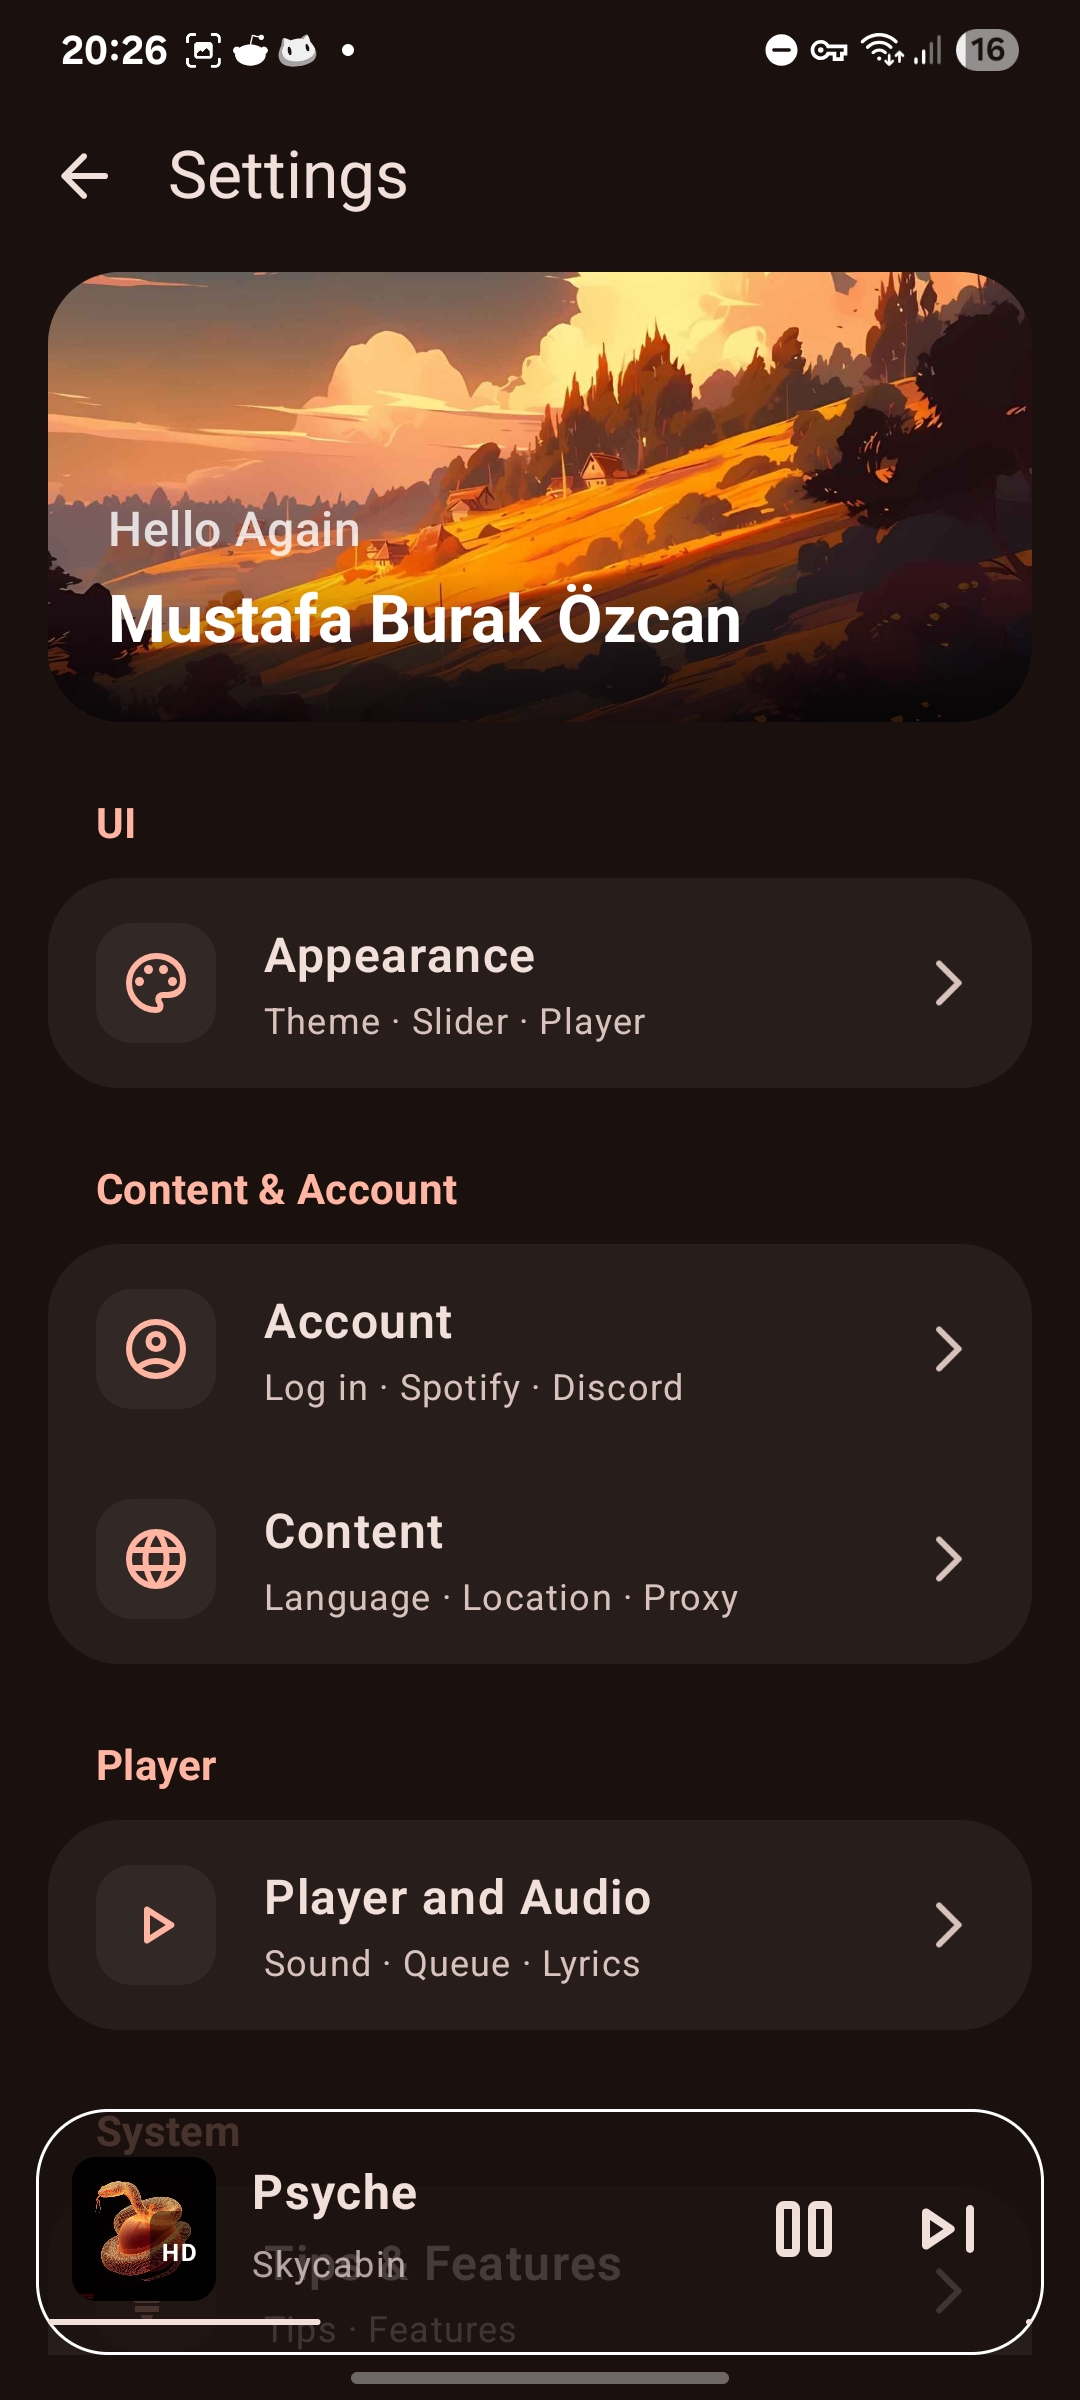 20:26
16
Settings
Hello Again
Mustafa Burak Özcan
UI
Appearance
Theme · Slider · Player
Content & Account
Account
Log in · Spotify · Discord
Content
Language · Location · Proxy
Player
Player and Audio
Sound · Queue · Lyrics
System
Psyche
HD
Skycabin
Tips & Features
Tips · Features